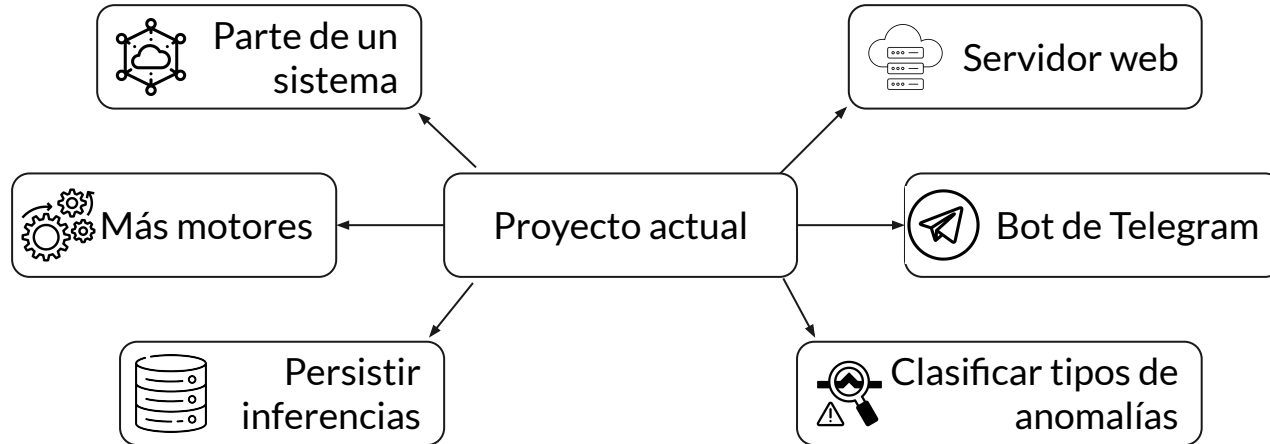 Parte de un
sistema
Servidor web
Más motores
Proyecto actual
Bot de Telegram
Persistir
inferencias
Clasificar tipos de
anomalías